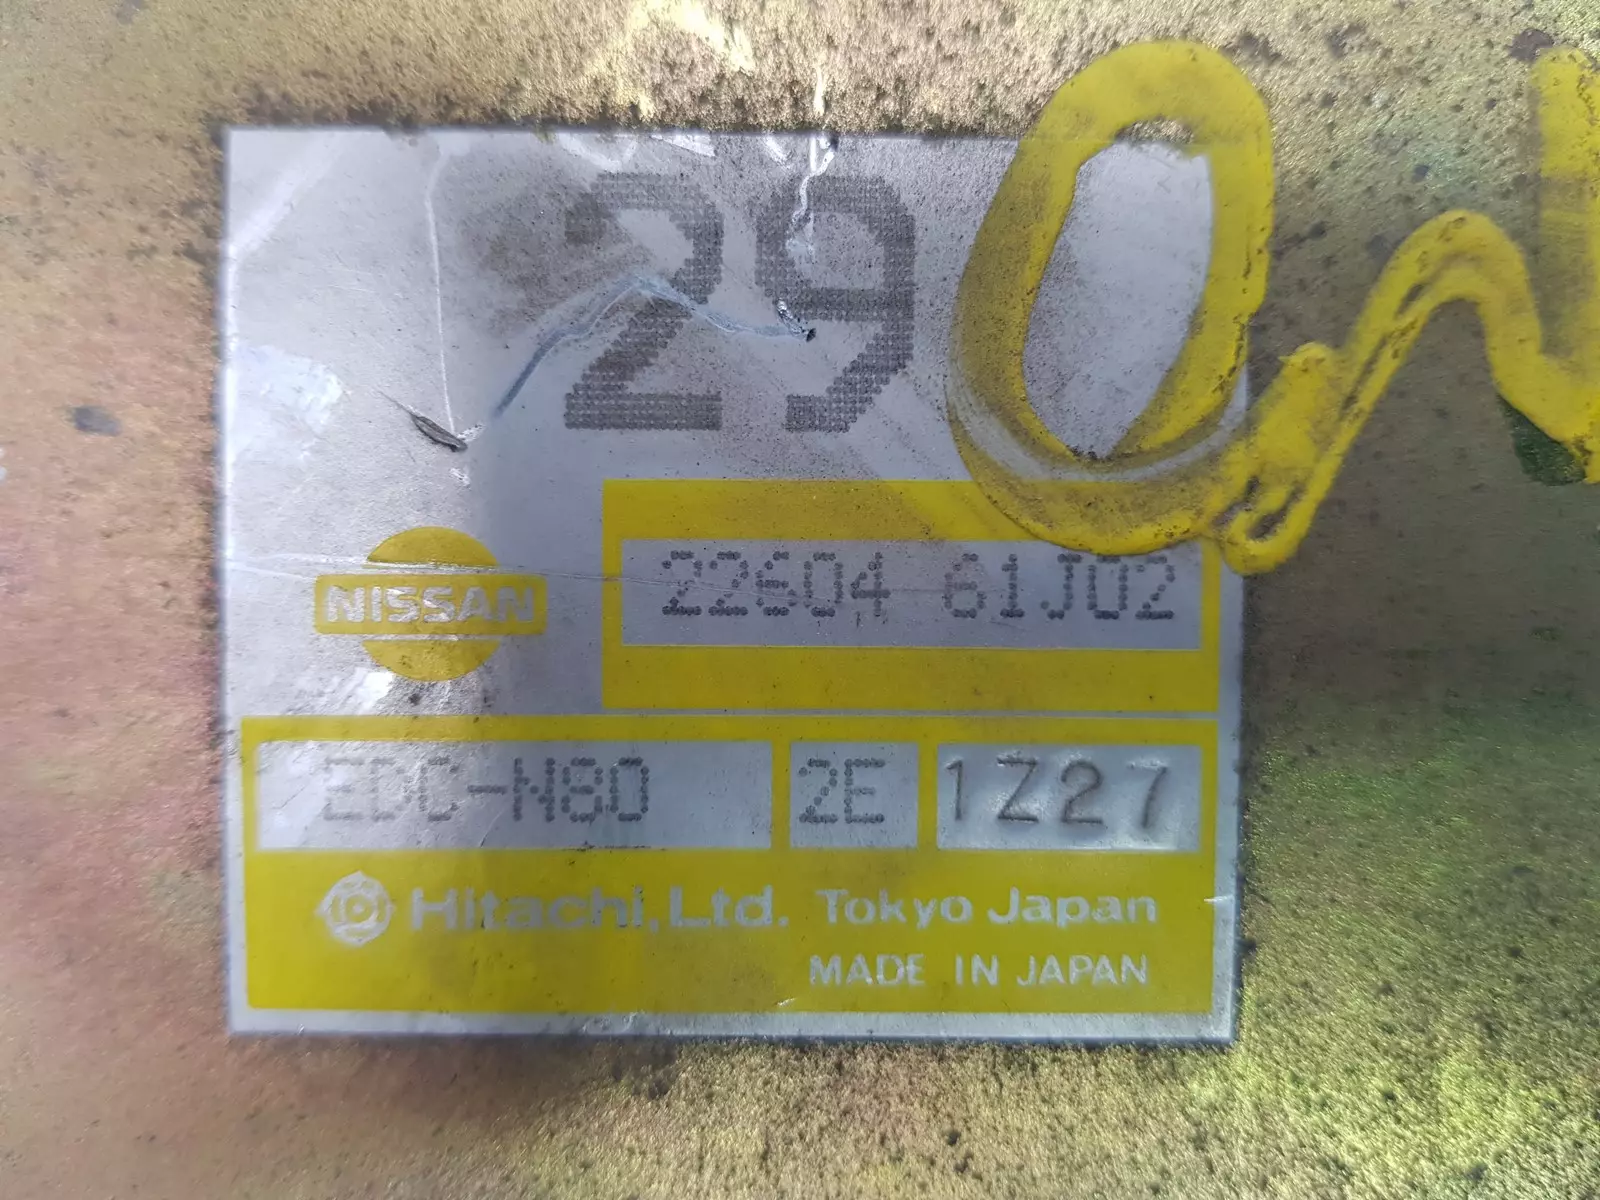 29
NISSAN
22604 61J02
EDC-N80 2E 1Z27
Hitachi, Ltd. Tokyo Japan
MADE IN JAPAN